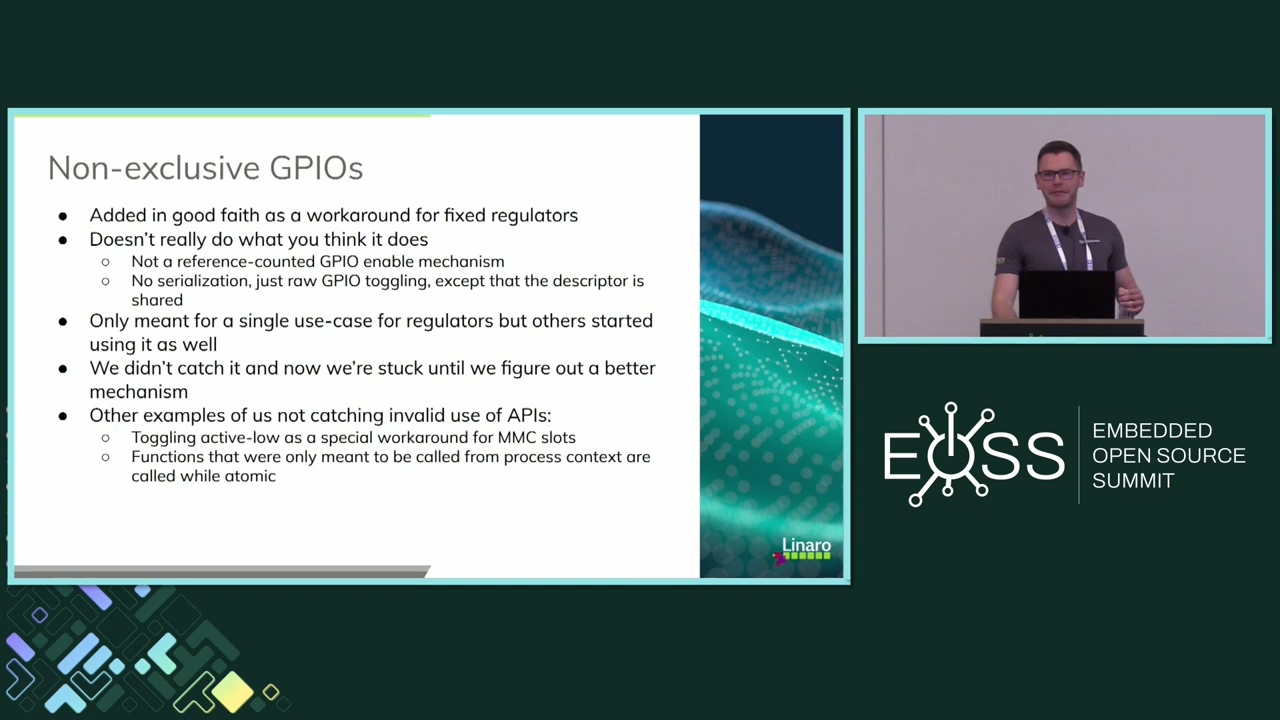 Non-exclusive GPIOs
● Added in good faith as a workaround for fixed regulators
● Doesn't really do what you think it does
○ Not a reference-counted GPIO enable mechanism
○ No serialization, just raw GPIO toggling, except that the descriptor is
shared
● Only meant for a single use-case for regulators but others started
using it as well
● We didn't catch it and now we're stuck until we figure out a better
mechanism
● Other examples of us not catching invalid use of APIs:
○ Toggling active-low as a special workaround for MMC slots
○ Functions that were only meant to be called from process context are
called while atomic
Linaro
EOSS
EMBEDDED
OPEN SOURCE
SUMMIT